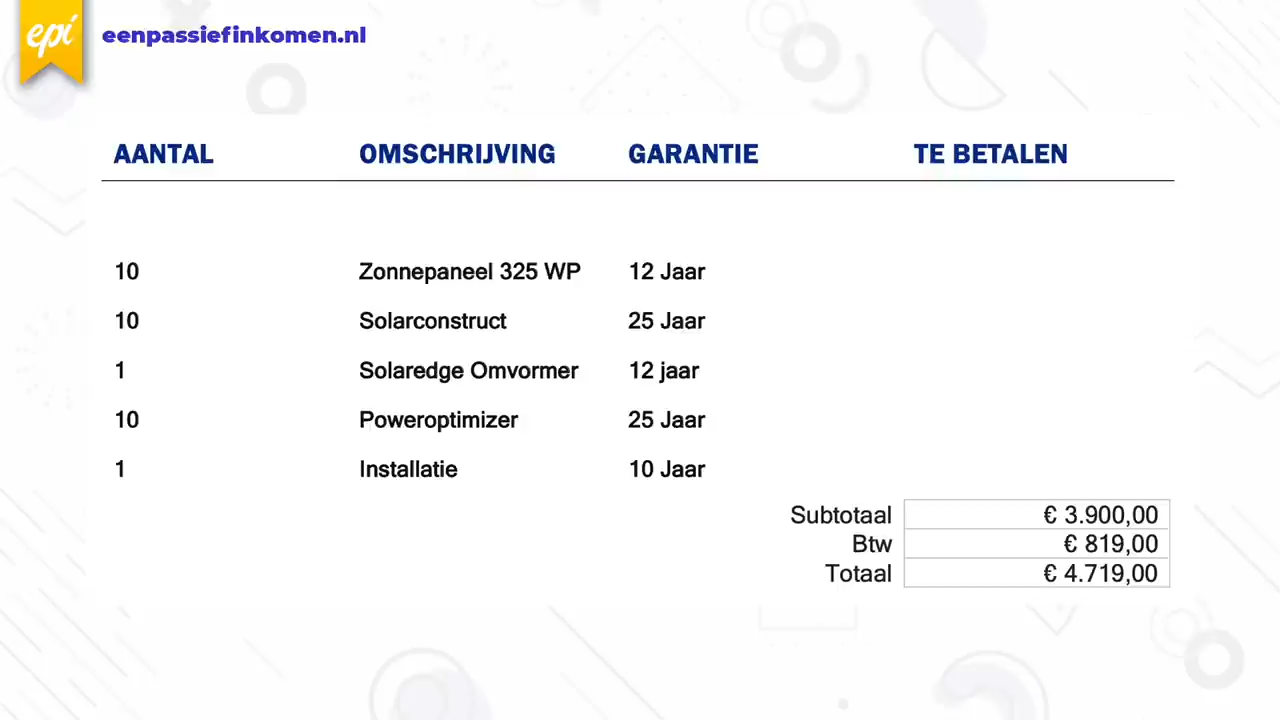 epi
eenpassiefinkomen.nl
AANTAL OMSCHRIJVING GARANTIE TE BETALEN
10 Zonnepaneel 325 WP 12 Jaar
10 Solarconstruct 25 Jaar
1 Solaredge Omvormer 12 jaar
10 Poweroptimizer 25 Jaar
1 Installatie 10 Jaar
Subtotaal € 3.900,00
Btw € 819,00
Totaal € 4.719,00